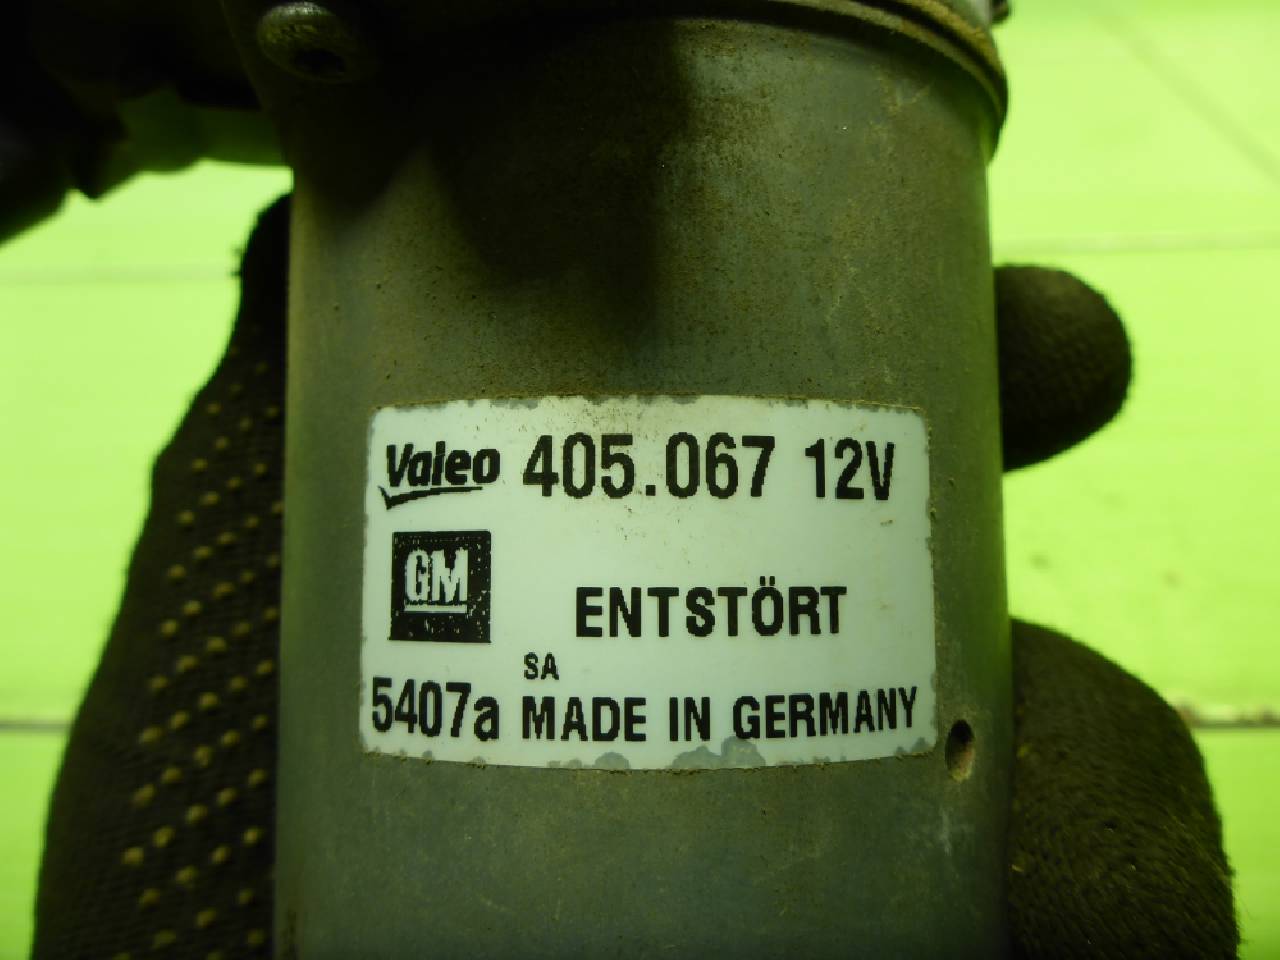 Valeo 405.067 12V
GM
ENTSTÖRT
SA
5407a MADE IN GERMANY